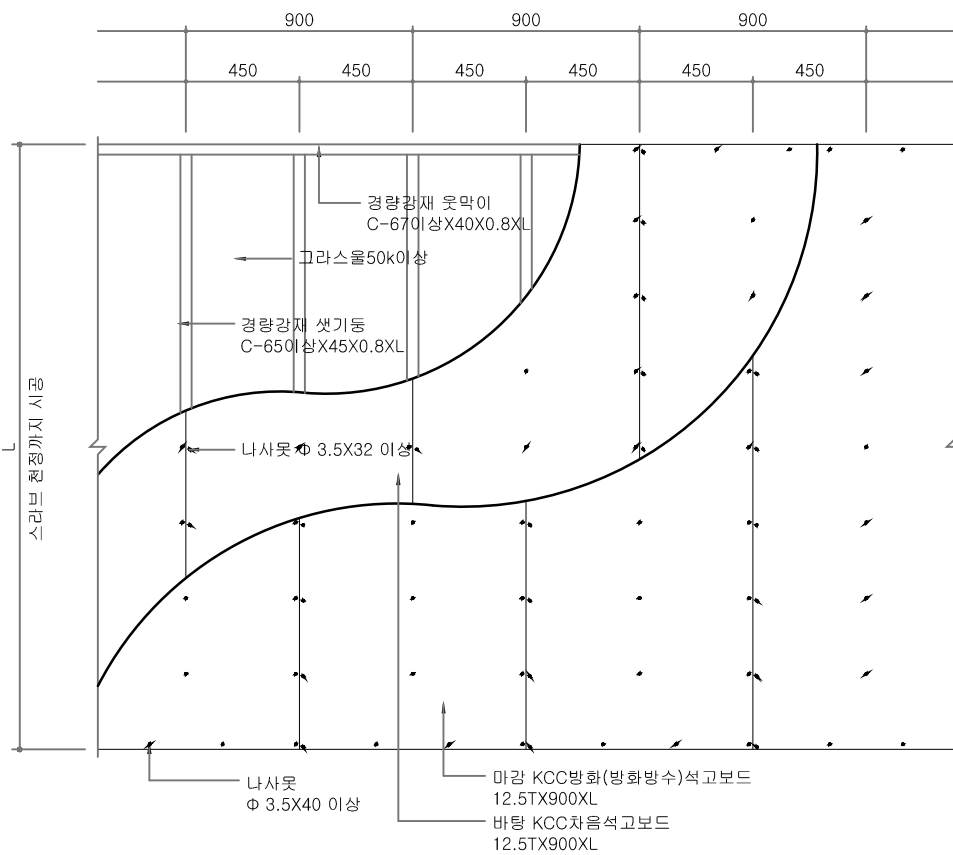 900 900 900
450 450 450 450 450 450
경량강재 웃막이
C-67이상X40X0.8XL
그라스울50k이상
경량강재 샛기둥
C-65이상X45X0.8XL
L
스라브 천정까지 시공
나사못 Φ 3.5X32 이상
나사못
Φ 3.5X40 이상
마감 KCC방화(방화방수)석고보드
12.5TX900XL
바탕 KCC차음석고보드
12.5TX900XL